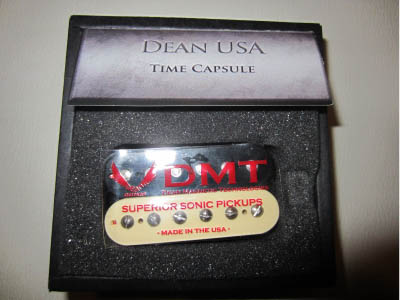 DEAN USA
TIME CAPSULE
DMT
SUPERIOR SONIC PICKUPS
- MADE IN THE USA -